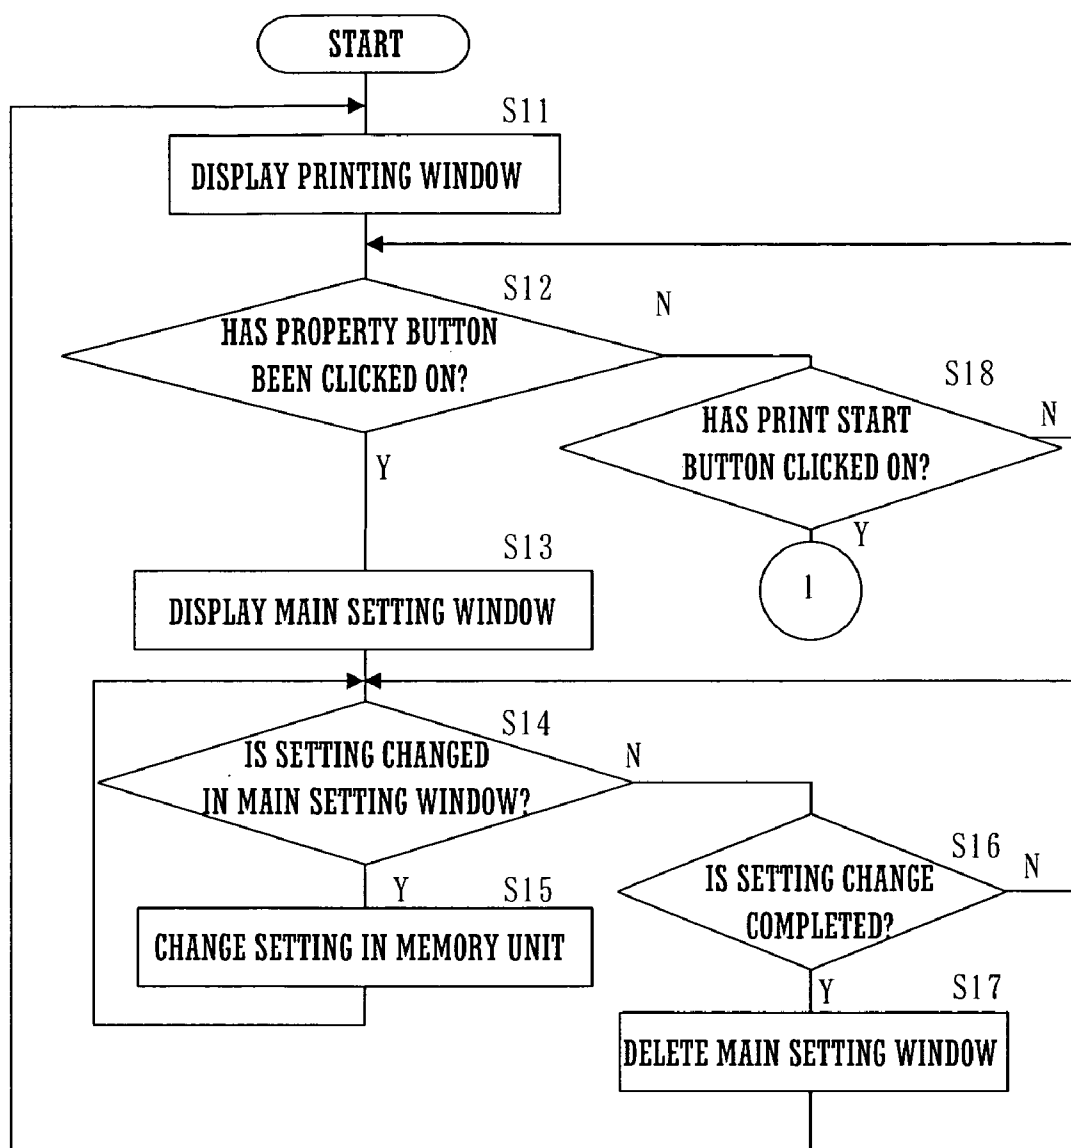 START
S11
DISPLAY PRINTING WINDOW
S12
N
HAS PROPERTY BUTTON
BEEN CLICKED ON?
S18
N
HAS PRINT START
BUTTON CLICKED ON?
Y
Y
1
S13
DISPLAY MAIN SETTING WINDOW
S14
N
IS SETTING CHANGED
IN MAIN SETTING WINDOW?
S16
N
IS SETTING CHANGE
COMPLETED?
Y
S15
CHANGE SETTING IN MEMORY UNIT
Y
S17
DELETE MAIN SETTING WINDOW